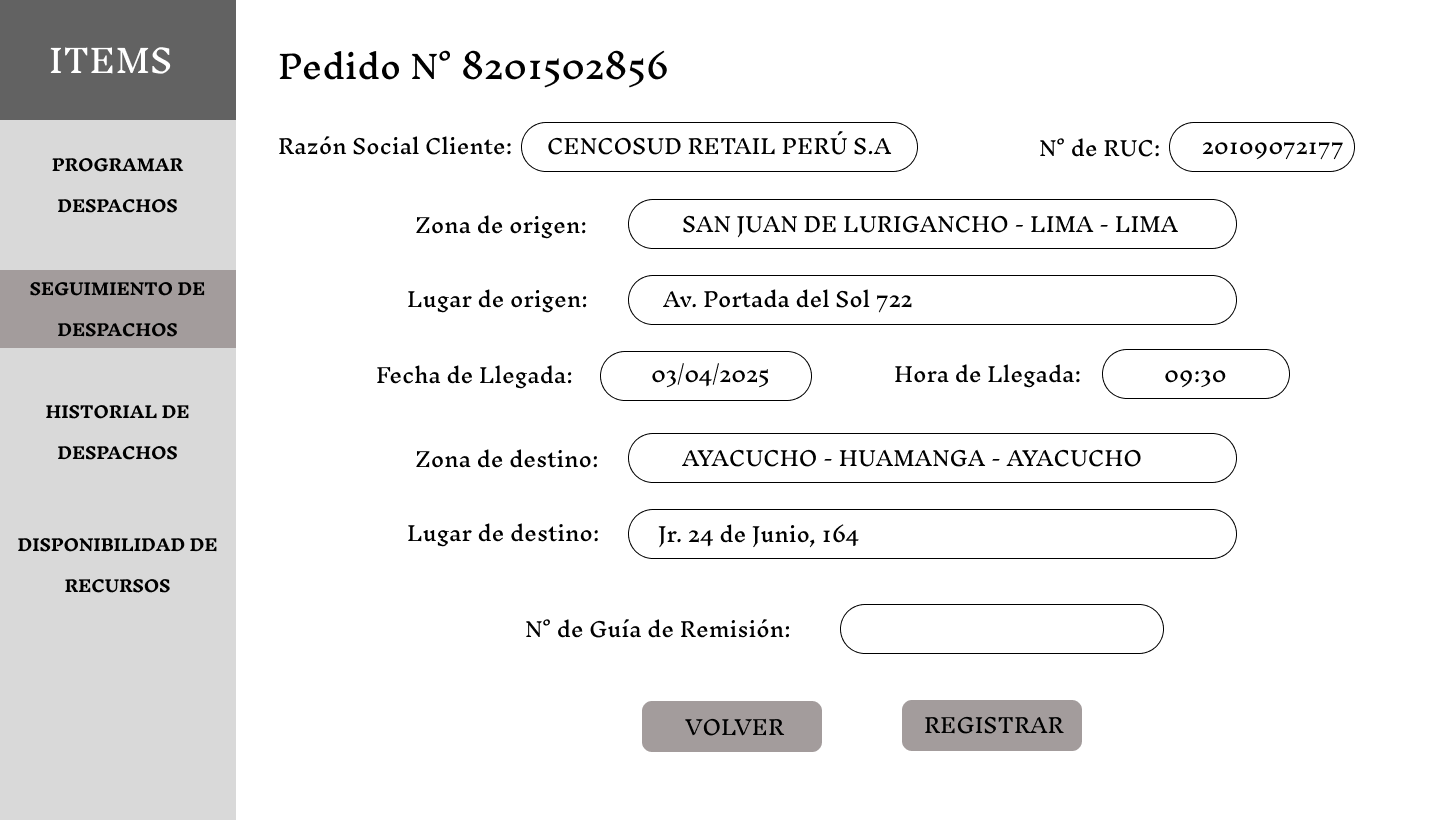 ITEMS
PROGRAMAR
DESPACHOS
SEGUIMIENTO DE
DESPACHOS
HISTORIAL DE
DESPACHOS
DISPONIBILIDAD DE
RECURSOS
Pedido N° 8201502856
Razón Social Cliente: CENCOSUD RETAIL PERÚ S.A N° de RUC: 20109072177
Zona de origen: SAN JUAN DE LURIGANCHO - LIMA - LIMA
Lugar de origen: Av. Portada del Sol 722
Fecha de Llegada: 03/04/2025 Hora de Llegada: 09:30
Zona de destino: AYACUCHO - HUAMANGA - AYACUCHO
Lugar de destino: Jr. 24 de Junio, 164
N° de Guía de Remisión:
VOLVER REGISTRAR